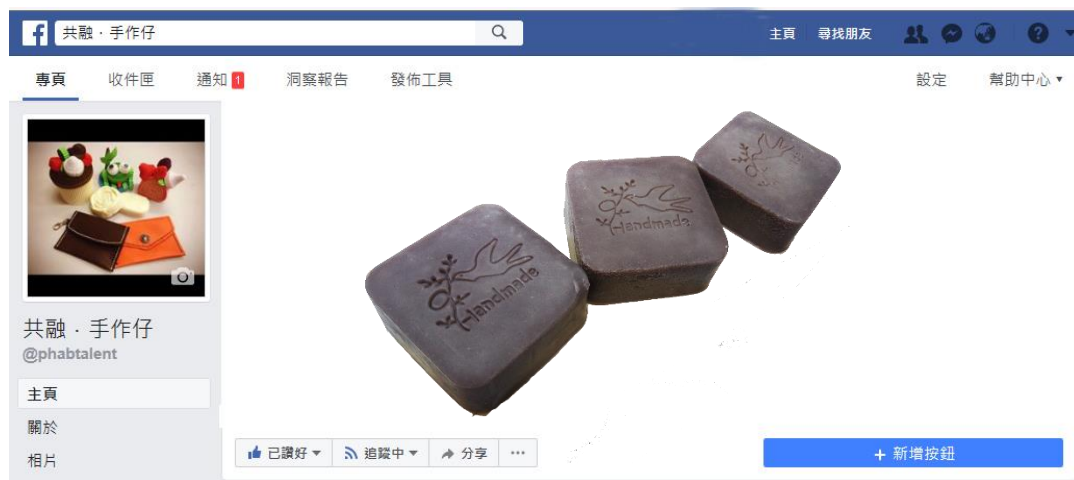 f 共融．手作仔
主頁 尋找朋友
專頁 收件匣 通知 1 洞察報告 發佈工具 設定 幫助中心
Handmade
Handmade
共融．手作仔
@phabtalent
主頁
關於
相片
已讚好 追蹤中 分享 ...
+ 新增按鈕